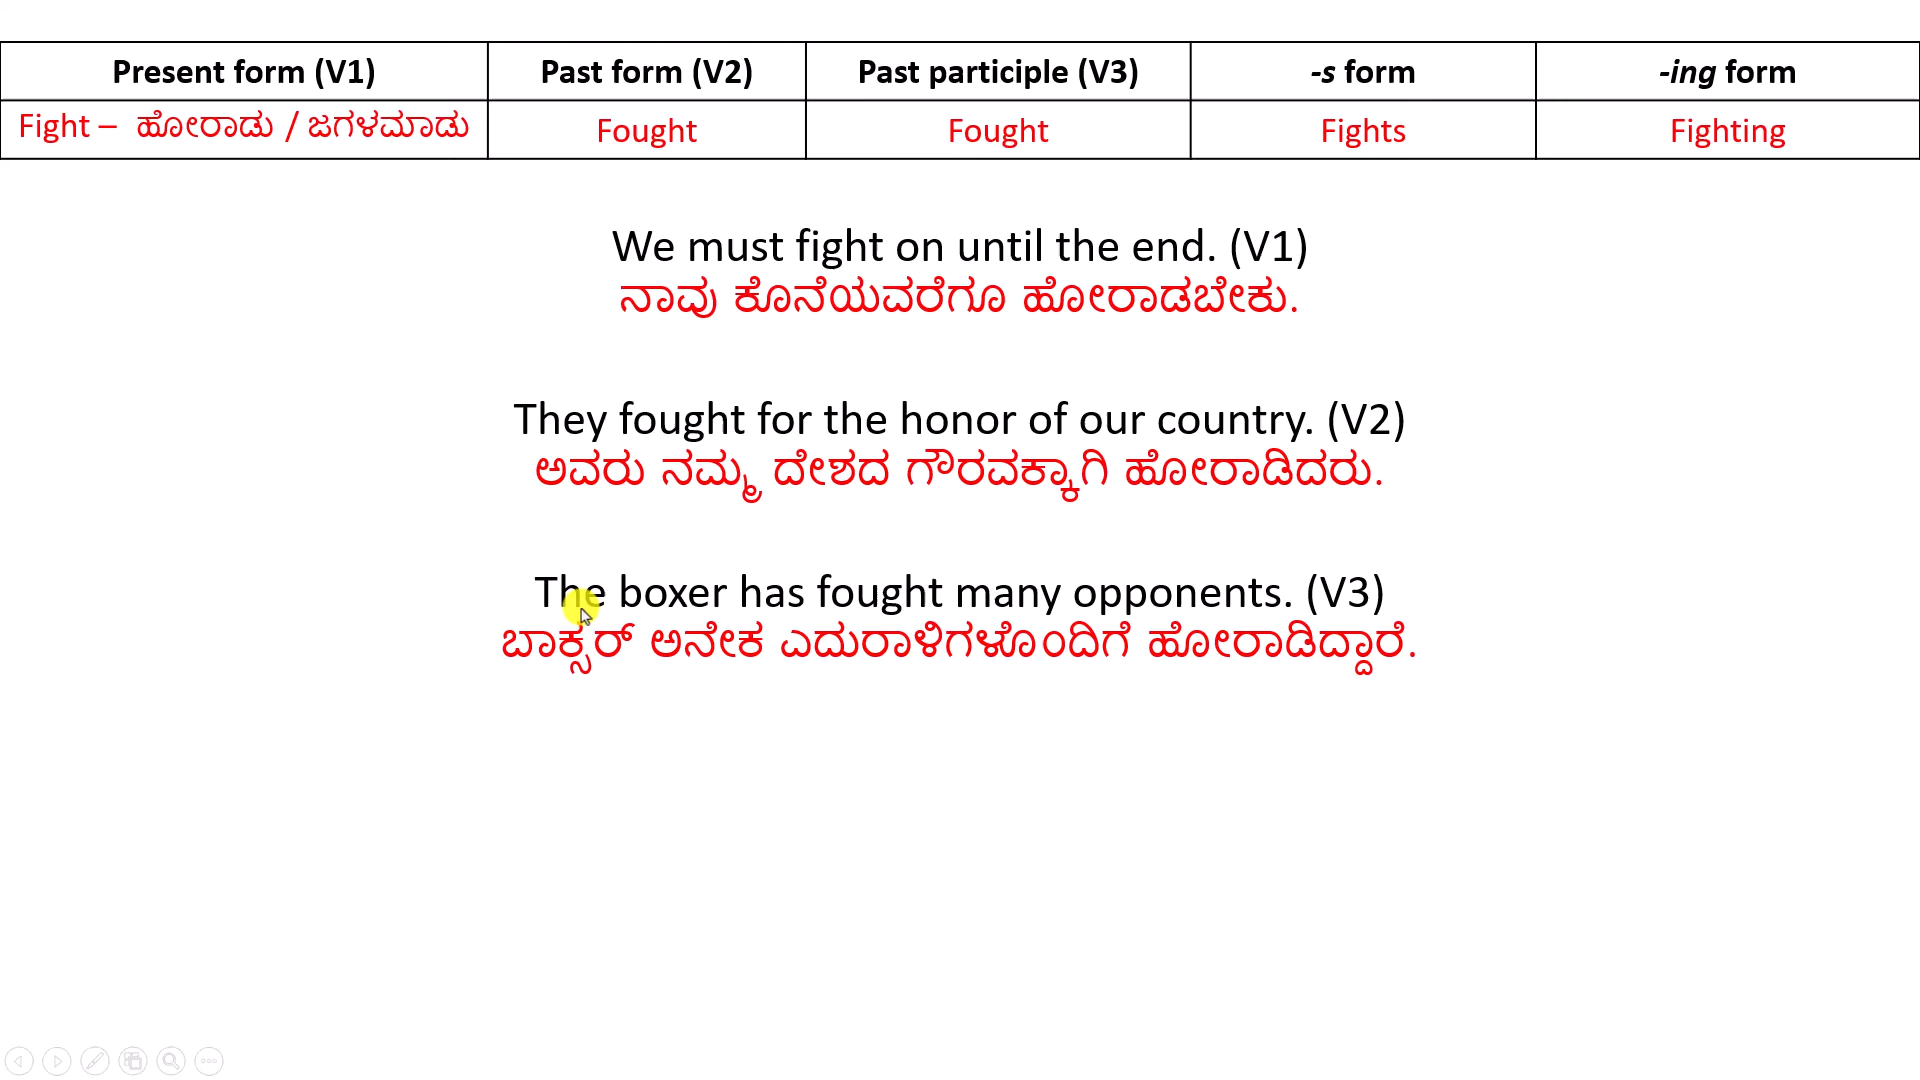 Present form (V1) Past form (V2) Past participle (V3) -s form -ing form
Fight – ಹೋರಾಡು / ಜಗಳಮಾಡು Fought Fought Fights Fighting
We must fight on until the end. (V1)
ನಾವು ಕೊನೆಯವರೆಗೂ ಹೋರಾಡಬೇಕು.
They fought for the honor of our country. (V2)
ಅವರು ನಮ್ಮ ದೇಶದ ಗೌರವಕ್ಕಾಗಿ ಹೋರಾಡಿದರು.
The boxer has fought many opponents. (V3)
ಬಾಕ್ಸರ್ ಅನೇಕ ಎದುರಾಳಿಗಳೊಂದಿಗೆ ಹೋರಾಡಿದ್ದಾರೆ.